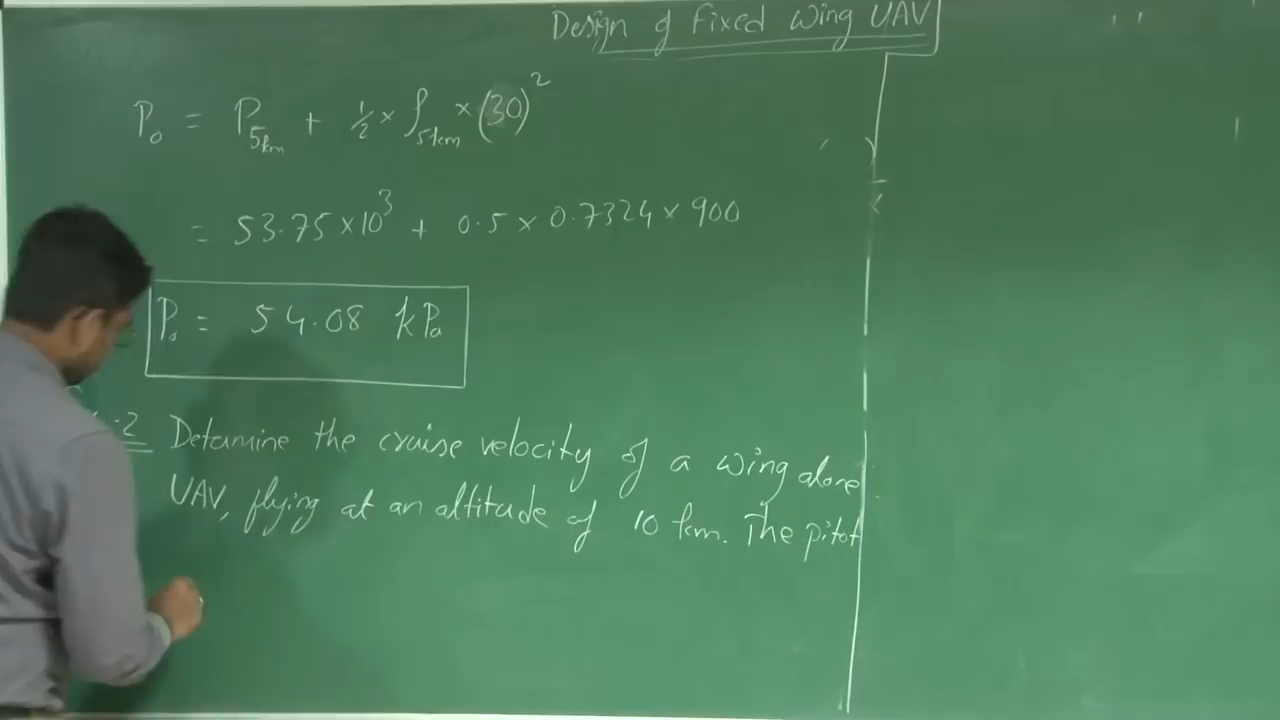 Design of Fixed Wing UAV
P₀ = P₅ₖₘ + ½ × ρ₅ₖₘ × (30)²
= 53.75 × 10³ + 0.5 × 0.7324 × 900
P₀ = 54.08 kPa
-2 Determine the cruise velocity of a wing alone
UAV, flying at an altitude of 10 km. The pitot